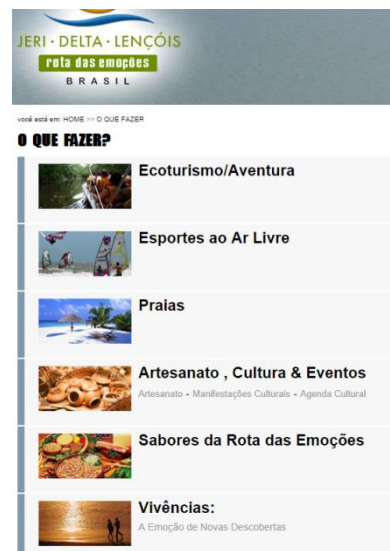 JERI · DELTA · LENÇÓIS
rota das emoções
BRASIL
você está em: HOME >> O QUE FAZER
O QUE FAZER?
Ecoturismo/Aventura
Esportes ao Ar Livre
Praias
Artesanato , Cultura & Eventos
Artesanato - Manifestações Culturais - Agenda Cultural
Sabores da Rota das Emoções
Vivências:
A Emoção de Novas Descobertas